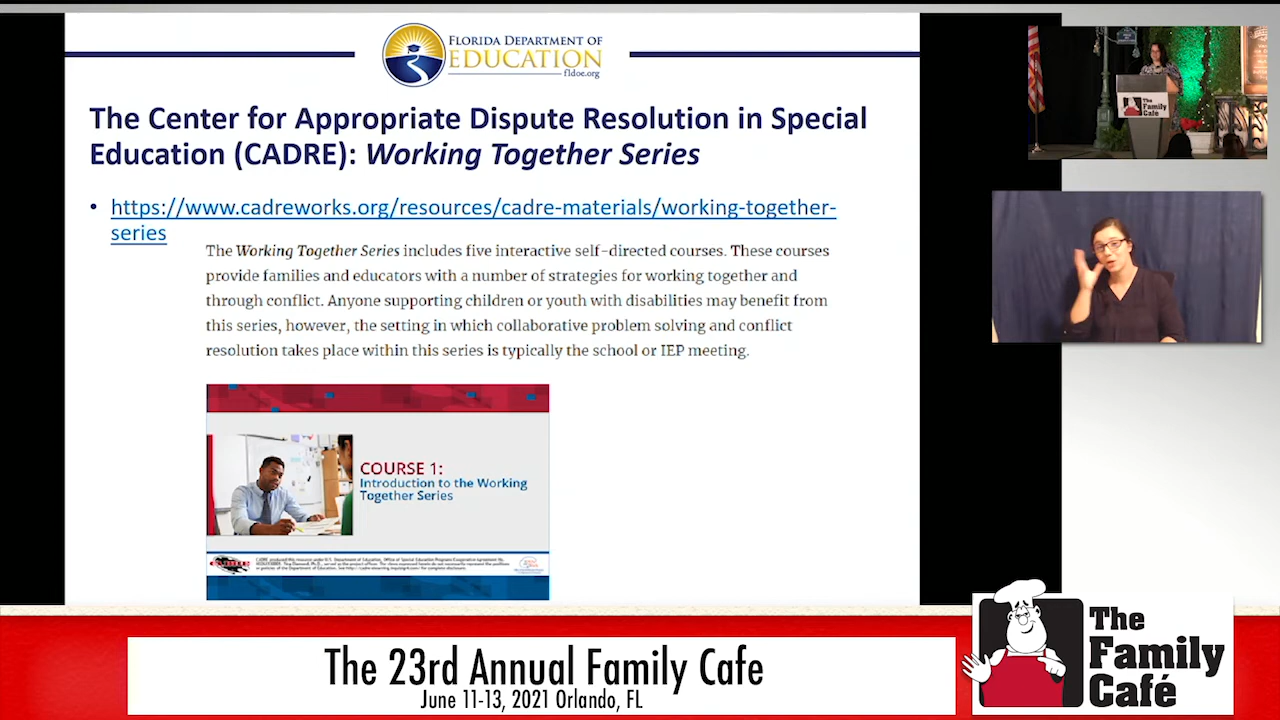 FLORIDA DEPARTMENT OF
EDUCATION
fldoe.org
The Center for Appropriate Dispute Resolution in Special
Education (CADRE): Working Together Series
• https://www.cadreworks.org/resources/cadre-materials/working-together-
series
The Working Together Series includes five interactive self-directed courses. These courses
provide families and educators with a number of strategies for working together and
through conflict. Anyone supporting children or youth with disabilities may benefit from
this series, however, the setting in which collaborative problem solving and conflict
resolution takes place within this series is typically the school or IEP meeting.
COURSE 1:
Introduction to the Working
Together Series
CADRE
The
Family
Café
The 23rd Annual Family Cafe
June 11-13, 2021 Orlando, FL
The
Family
Café